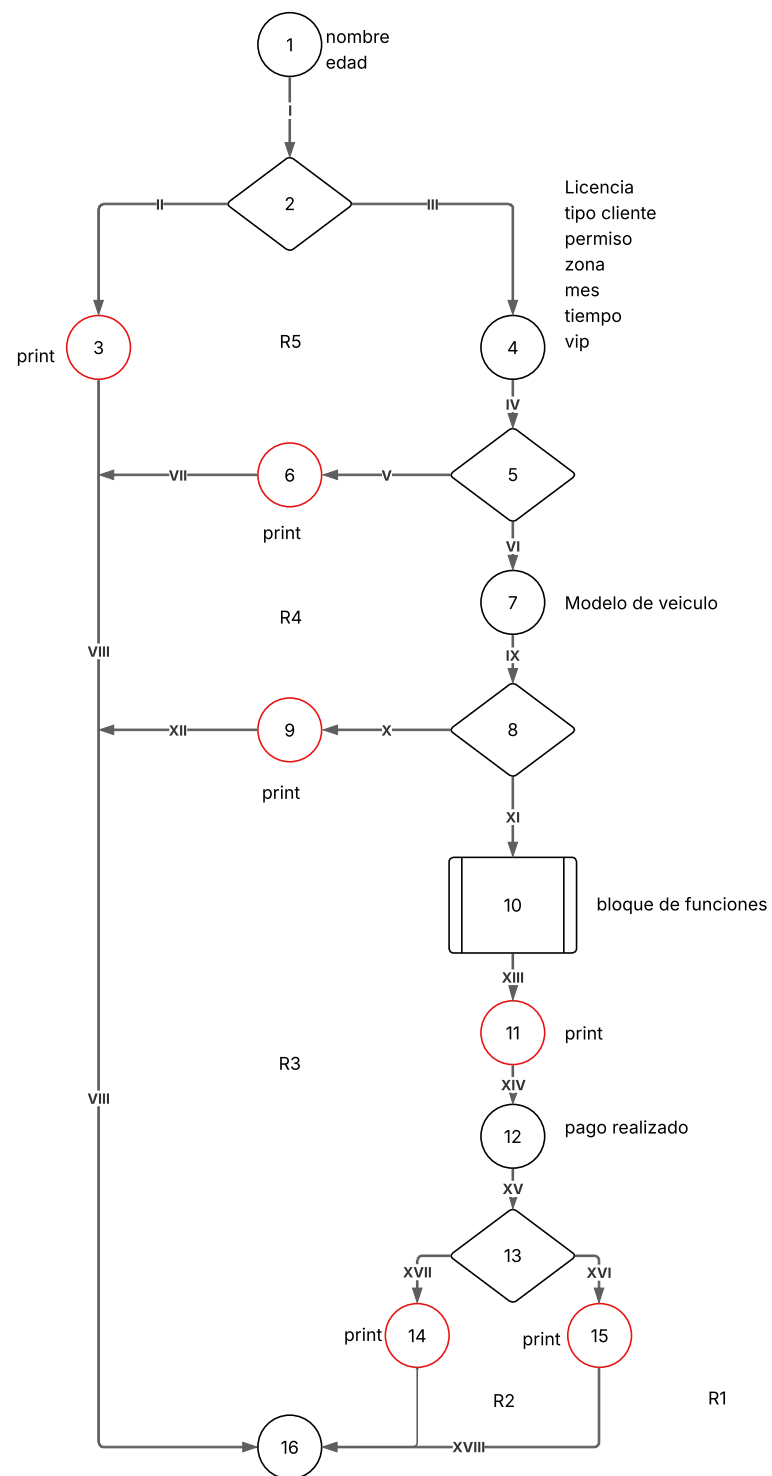 1
nombre
edad
I
2
II
III
Licencia
tipo cliente
permiso
zona
mes
tiempo
vip
print
3
R5
4
IV
VII
6
V
5
print
VI
R4
7
Modelo de veiculo
VIII
IX
XII
9
X
8
print
XI
10
bloque de funciones
XIII
11
print
R3
XIV
VIII
12
pago realizado
XV
13
XVII
XVI
print
14
print
15
R2
R1
16
XVIII